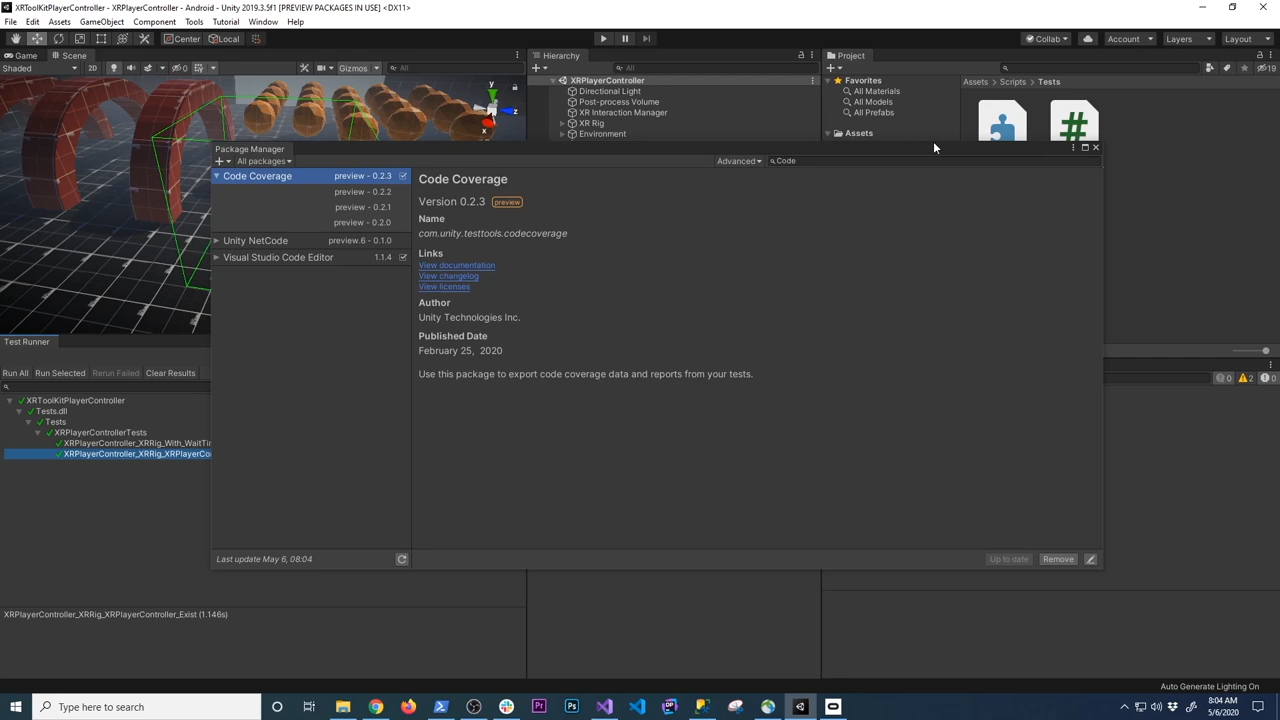 XRToolKitPlayerController - XRPlayerController - Android - Unity 2019.3.5f1 [PREVIEW PACKAGES IN USE] <DX11>
File Edit Assets GameObject Component Tools Tutorial Window Help
Center Local Collab Account Layers Layout
Game Scene
Shaded 2D 0 Gizmos All
Hierarchy
All
XRPlayerController
Directional Light
Post-process Volume
XR Interaction Manager
XR Rig
Environment
Project
19
Favorites
All Materials
All Models
All Prefabs
Assets
Assets > Scripts > Tests
y
z
x
Package Manager
All packages Advanced Code
Code Coverage preview - 0.2.3
preview - 0.2.2
preview - 0.2.1
preview - 0.2.0
Unity NetCode preview.6 - 0.1.0
Visual Studio Code Editor 1.1.4
Last update May 6, 08:04
Code Coverage
Version 0.2.3 preview
Name
com.unity.testtools.codecoverage
Links
View documentation
View changelog
View licenses
Author
Unity Technologies Inc.
Published Date
February 25, 2020
Use this package to export code coverage data and reports from your tests.
Up to date Remove
Test Runner
Run All Run Selected Rerun Failed Clear Results
0 2 0
XRToolKitPlayerController
Tests.dll
Tests
XRPlayerControllerTests
XRPlayerController_XRRig_With_WaitTir
XRPlayerController_XRRig_XRPlayerCo
XRPlayerController_XRRig_XRPlayerController_Exist (1.146s)
Auto Generate Lighting On
Type here to search
8:04 AM
5/6/2020